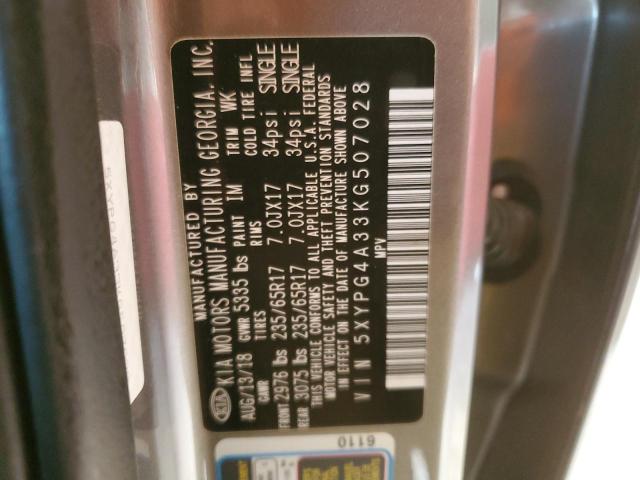 KIA
MANUFACTURED BY
KIA MOTORS MANUFACTURING GEORGIA, INC.
AUG/13/18 GVWR 5335 lbs PAINT IM TRIM WK
GAWR TIRES RIMS COLD TIRE INFL
FRONT 2976 lbs 235/65R17 7.0JX17 34psi SINGLE
REAR 3075 lbs 235/65R17 7.0JX17 34psi SINGLE
THIS VEHICLE CONFORMS TO ALL APPLICABLE U.S.A. FEDERAL
MOTOR VEHICLE SAFETY AND THEFT PREVENTION STANDARDS
IN EFFECT ON THE DATE OF MANUFACTURE SHOWN ABOVE
VIN 5XYPG4A33KG507028
MPV
6110